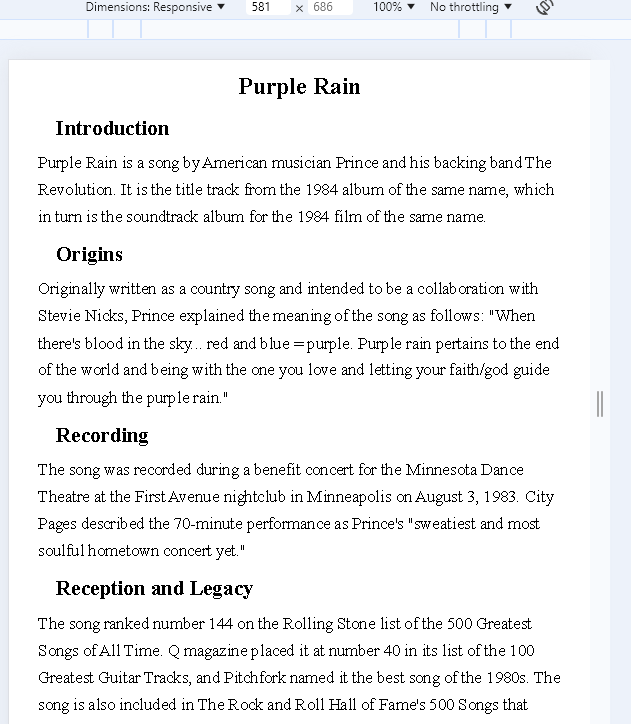 Dimensions: Responsive ▼ 581 x 686 100% ▼ No throttling ▼
Purple Rain
Introduction
Purple Rain is a song by American musician Prince and his backing band The
Revolution. It is the title track from the 1984 album of the same name, which
in turn is the soundtrack album for the 1984 film of the same name.
Origins
Originally written as a country song and intended to be a collaboration with
Stevie Nicks, Prince explained the meaning of the song as follows: "When
there's blood in the sky... red and blue = purple. Purple rain pertains to the end
of the world and being with the one you love and letting your faith/god guide
you through the purple rain."
Recording
The song was recorded during a benefit concert for the Minnesota Dance
Theatre at the First Avenue nightclub in Minneapolis on August 3, 1983. City
Pages described the 70-minute performance as Prince's "sweatiest and most
soulful hometown concert yet."
Reception and Legacy
The song ranked number 144 on the Rolling Stone list of the 500 Greatest
Songs of All Time. Q magazine placed it at number 40 in its list of the 100
Greatest Guitar Tracks, and Pitchfork named it the best song of the 1980s. The
song is also included in The Rock and Roll Hall of Fame's 500 Songs that